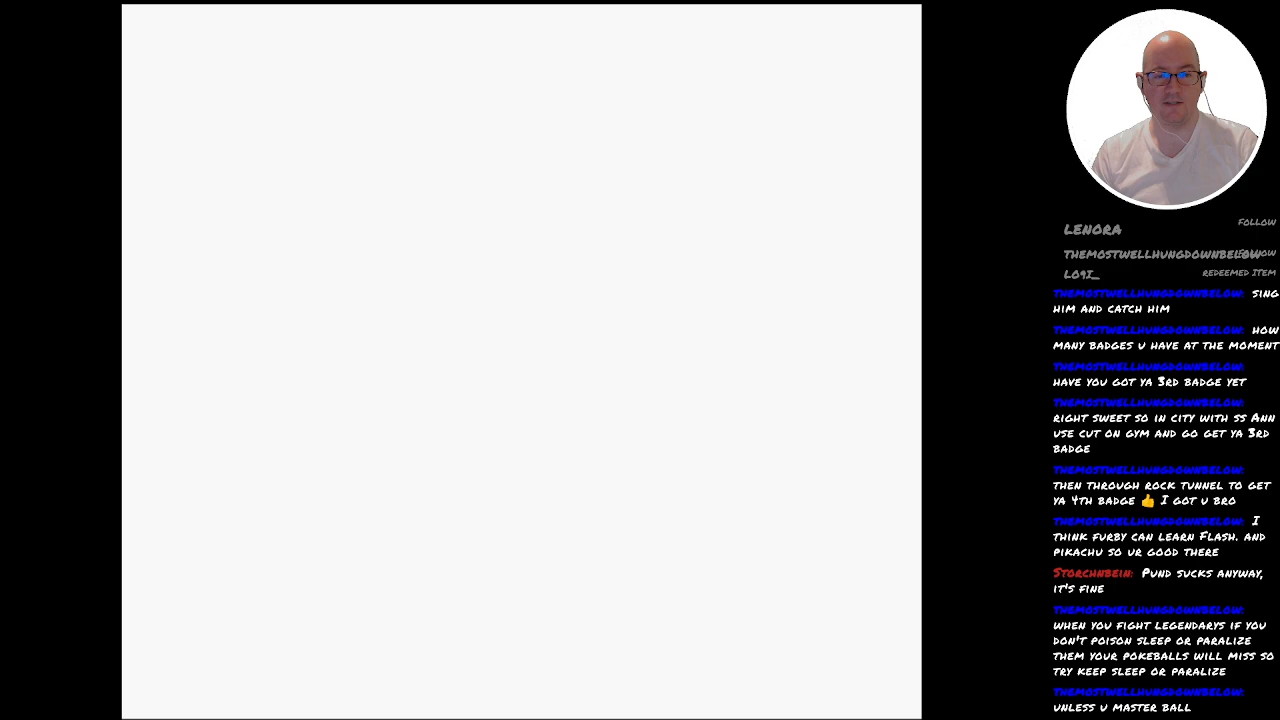 LENORA FOLLOW
THEMOSTWELLHUNGDOWNBELOW FOLLOW
LO9I_ REDEEMED ITEM
THEMOSTWELLHUNGDOWNBELOW: SING
HIM AND CATCH HIM
THEMOSTWELLHUNGDOWNBELOW: HOW
MANY BADGES U HAVE AT THE MOMENT
THEMOSTWELLHUNGDOWNBELOW:
HAVE YOU GOT YA 3RD BADGE YET
THEMOSTWELLHUNGDOWNBELOW:
RIGHT SWEET SO IN CITY WITH SS ANN
USE CUT ON GYM AND GO GET YA 3RD
BADGE
THEMOSTWELLHUNGDOWNBELOW:
THEN THROUGH ROCK TUNNEL TO GET
YA 4TH BADGE 👍 I GOT U BRO
THEMOSTWELLHUNGDOWNBELOW: I
THINK FURBY CAN LEARN FLASH. AND
PIKACHU SO UR GOOD THERE
STORCHNBEIN: PUND SUCKS ANYWAY,
IT'S FINE
THEMOSTWELLHUNGDOWNBELOW:
WHEN YOU FIGHT LEGENDARYS IF YOU
DON'T POISON SLEEP OR PARALIZE
THEM YOUR POKEBALLS WILL MISS SO
TRY KEEP SLEEP OR PARALIZE
THEMOSTWELLHUNGDOWNBELOW:
UNLESS U MASTER BALL